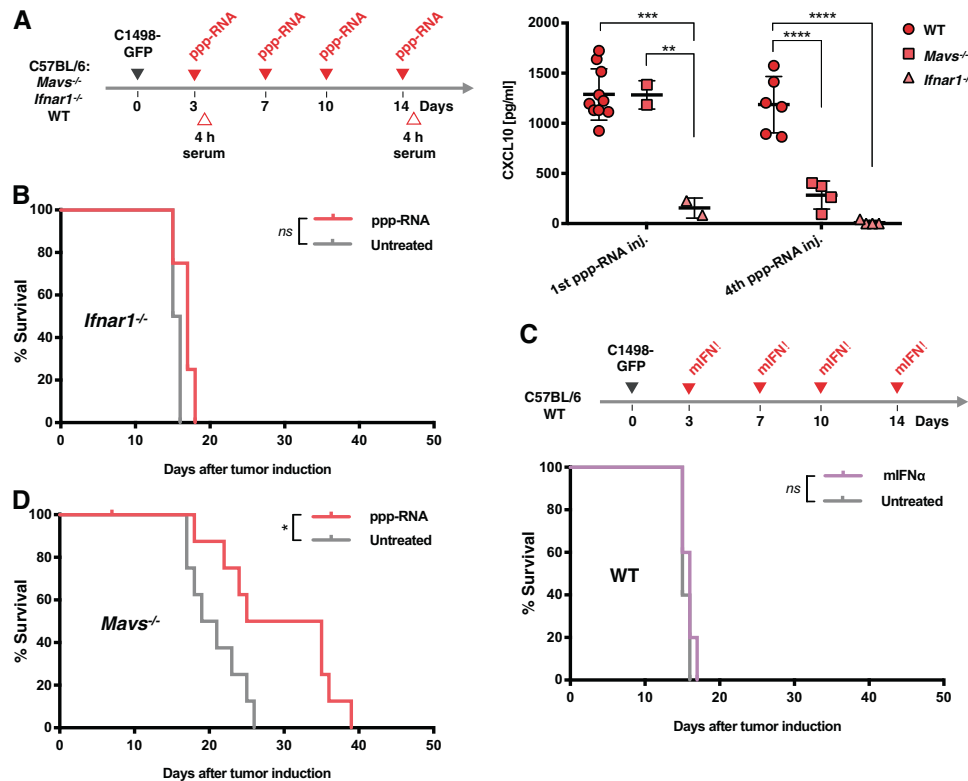 A
C1498-
GFP
ppp-RNA
ppp-RNA
ppp-RNA
ppp-RNA
C57BL/6:
Mavs-/-
Ifnar1-/-
WT
0 3 7 10 14 Days
4 h
serum
4 h
serum
CXCL10 [pg/ml]
2000
1500
1000
500
0
***
**
****
****
WT
Mavs-/-
Ifnar1-/-
1st ppp-RNA inj.
4th ppp-RNA inj.
B
% Survival
100
80
60
40
20
0
ns
ppp-RNA
Untreated
Ifnar1-/-
0 10 20 30 40 50
Days after tumor induction
C
C1498-
GFP
mIFN!
mIFN!
mIFN!
mIFN!
C57BL/6
WT
0 3 7 10 14 Days
% Survival
100
80
60
40
20
0
ns
mIFNα
Untreated
WT
0 10 20 30 40 50
Days after tumor induction
D
% Survival
100
80
60
40
20
0
*
ppp-RNA
Untreated
Mavs-/-
0 10 20 30 40 50
Days after tumor induction